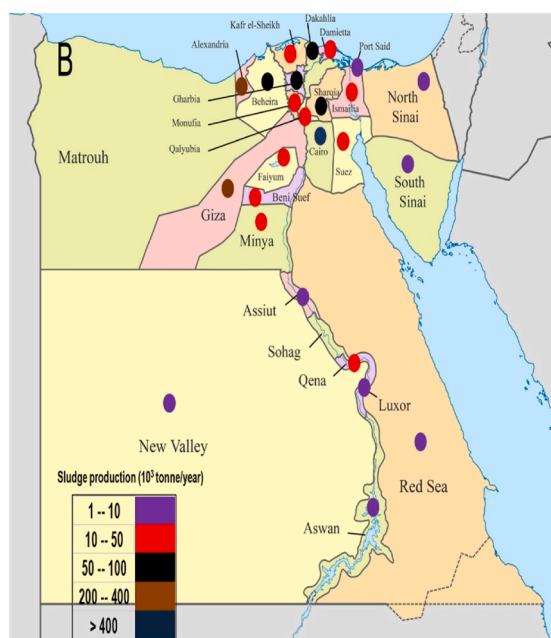 B
Kafr el-Sheikh
Dakahlia
Damietta
Alexandria
Port Said
Gharbia
Beheira
Sharqia
Ismailia
Monufia
Qalyubia
North
Sinai
Matrouh
Cairo
Suez
Faiyum
South
Sinai
Giza
Beni Suef
Minya
Assiut
Sohag
Qena
Luxor
New Valley
Red Sea
Aswan
Sludge production (10³ tonne/year)
1 -- 10
10 -- 50
50 -- 100
200 -- 400
> 400